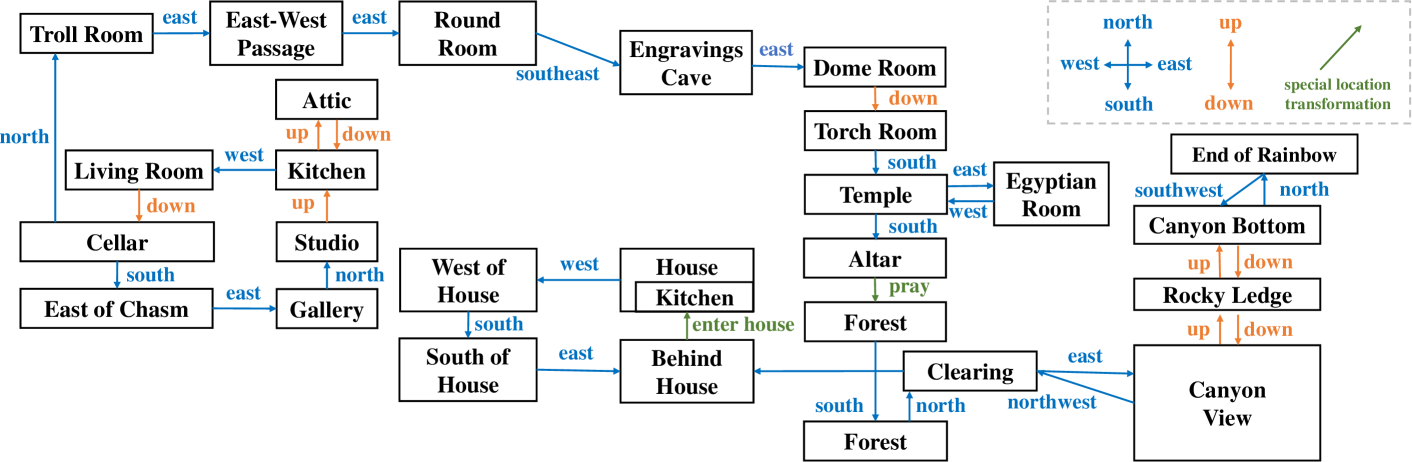 Troll Room
east
East-West
Passage
east
Round
Room
southeast
Engravings
Cave
east
Dome Room
down
Torch Room
south
Temple
east
west
Egyptian
Room
south
Altar
pray
Forest
south
north
Forest
Clearing
east
northwest
Canyon
View
up
down
Rocky Ledge
up
down
Canyon Bottom
southwest
north
End of Rainbow
north
Attic
up
down
Kitchen
west
Living Room
down
up
Cellar
south
Studio
north
East of Chasm
east
Gallery
West of
House
west
House
Kitchen
south
enter house
South of
House
east
Behind
House
north
west
east
south
up
down
special location
transformation